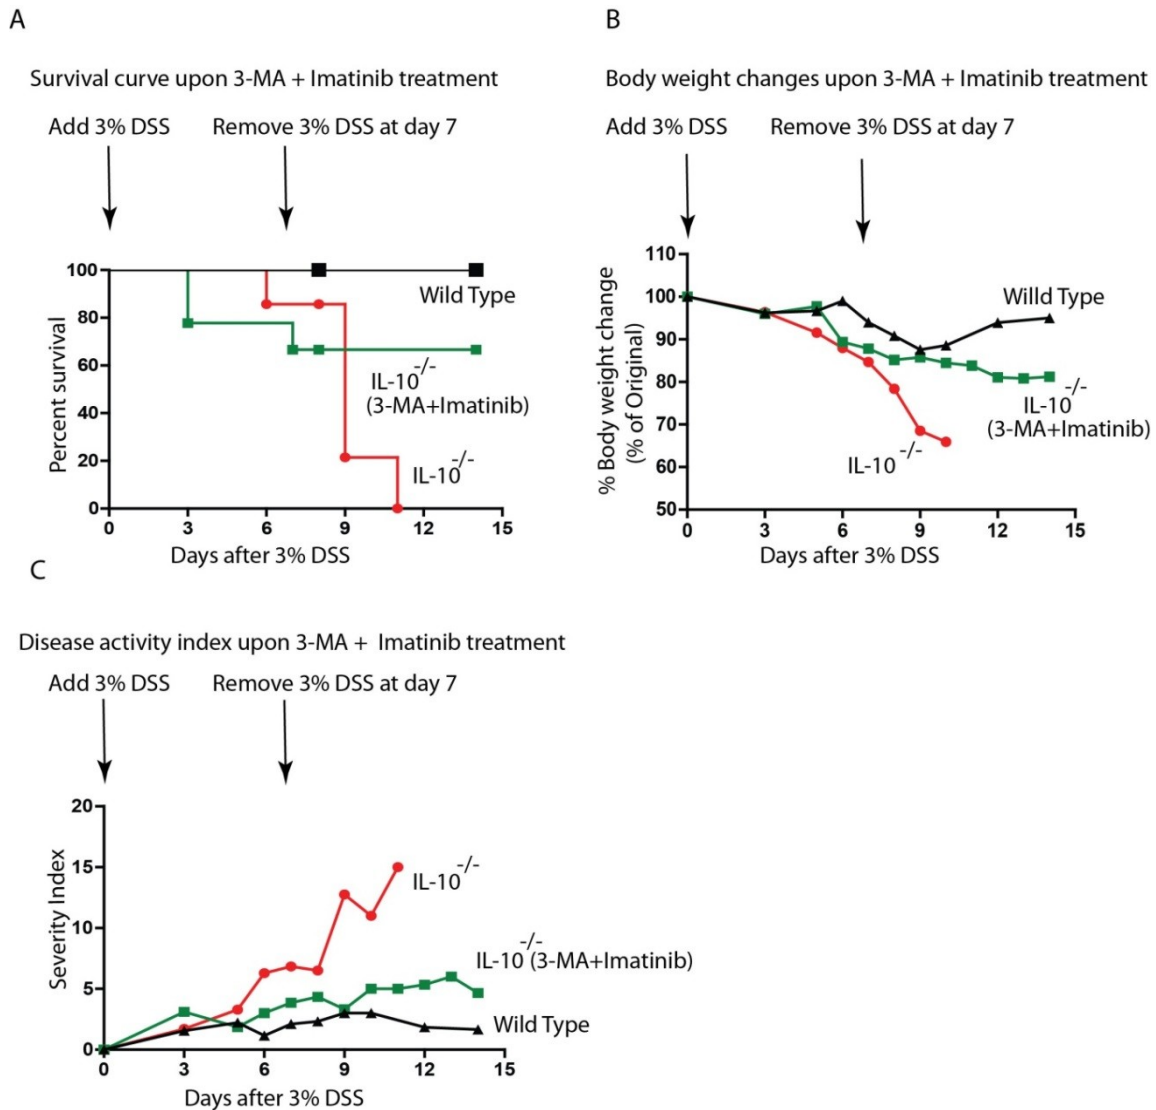 A
Survival curve upon 3-MA + Imatinib treatment
Add 3% DSS
Remove 3% DSS at day 7
100
80
60
40
20
0
Percent survival
Wild Type
IL-10-/-
(3-MA+Imatinib)
IL-10-/-
0 3 6 9 12 15
Days after 3% DSS
B
Body weight changes upon 3-MA + Imatinib treatment
Add 3% DSS
Remove 3% DSS at day 7
110
100
90
80
70
60
50
% Body weight change
(% of Original)
Willd Type
IL-10-/-
(3-MA+Imatinib)
IL-10-/-
0 3 6 9 12 15
Days after 3% DSS
C
Disease activity index upon 3-MA + Imatinib treatment
Add 3% DSS
Remove 3% DSS at day 7
20
15
10
5
0
Severity Index
IL-10-/-
IL-10-/-(3-MA+Imatinib)
Wild Type
0 3 6 9 12 15
Days after 3% DSS